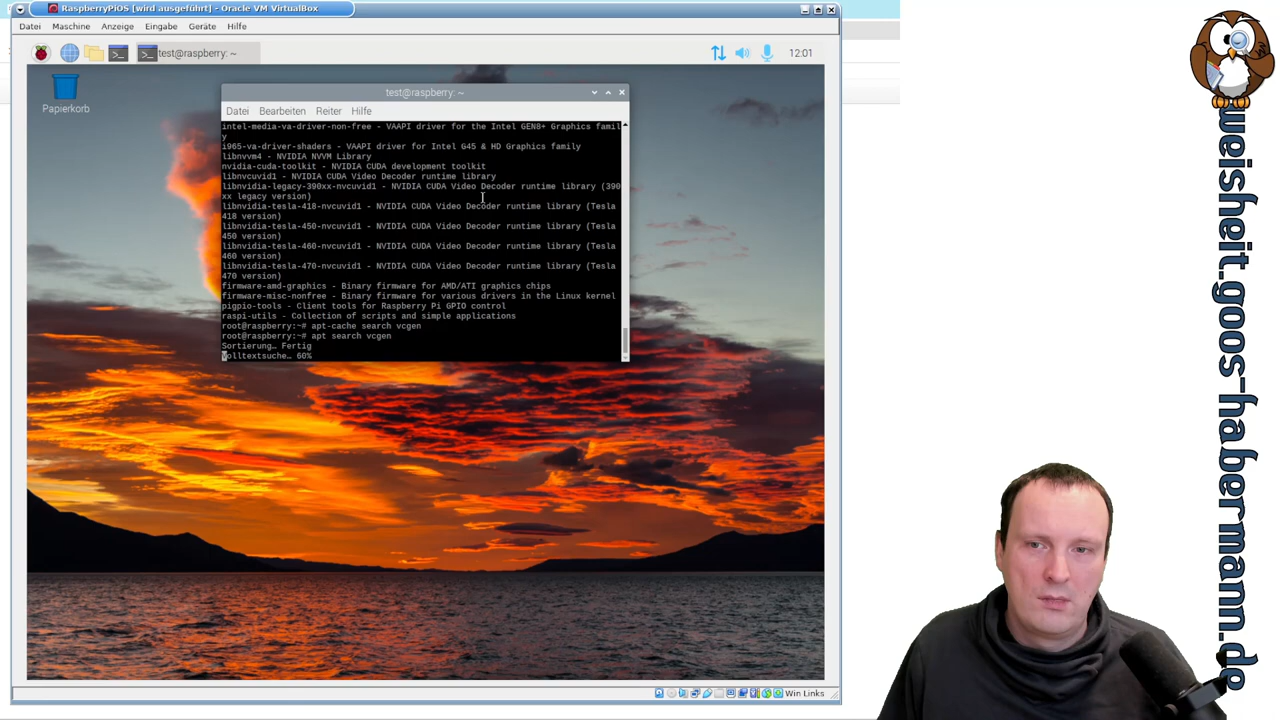 RaspberryPiOS [wird ausgeführt] - Oracle VM VirtualBox
Datei Maschine Anzeige Eingabe Geräte Hilfe
test@raspberry: ~
12:01
Papierkorb
test@raspberry: ~
Datei Bearbeiten Reiter Hilfe
intel-media-va-driver-non-free - VAAPI driver for the Intel GEN8+ Graphics famil
y
i965-va-driver-shaders - VAAPI driver for Intel G45 & HD Graphics family
libnvvm4 - NVIDIA NVVM Library
nvidia-cuda-toolkit - NVIDIA CUDA development toolkit
libnvcuvid1 - NVIDIA CUDA Video Decoder runtime library
libnvidia-legacy-390xx-nvcuvid1 - NVIDIA CUDA Video Decoder runtime library (390
xx legacy version)
libnvidia-tesla-418-nvcuvid1 - NVIDIA CUDA Video Decoder runtime library (Tesla
418 version)
libnvidia-tesla-450-nvcuvid1 - NVIDIA CUDA Video Decoder runtime library (Tesla
450 version)
libnvidia-tesla-460-nvcuvid1 - NVIDIA CUDA Video Decoder runtime library (Tesla
460 version)
libnvidia-tesla-470-nvcuvid1 - NVIDIA CUDA Video Decoder runtime library (Tesla
470 version)
firmware-amd-graphics - Binary firmware for AMD/ATI graphics chips
firmware-misc-nonfree - Binary firmware for various drivers in the Linux kernel
pigpio-tools - Client tools for Raspberry Pi GPIO control
raspi-utils - Collection of scripts and simple applications
root@raspberry:~# apt-cache search vcgen
root@raspberry:~# apt search vcgen
Sortierung… Fertig
Volltextsuche… 60%
Win Links
weisheit.goos-habermann.de